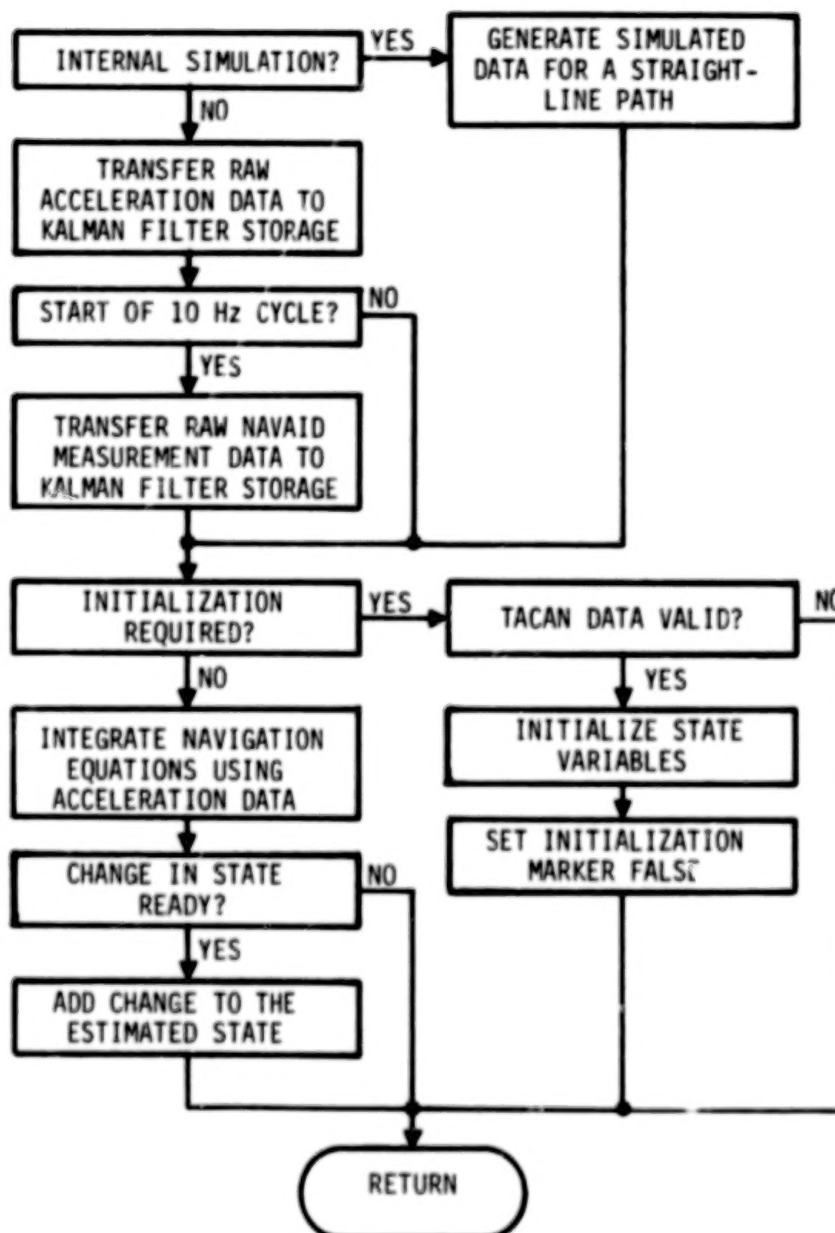 INTERNAL SIMULATION?
YES
GENERATE SIMULATED
DATA FOR A STRAIGHT-
LINE PATH
NO
TRANSFER RAW
ACCELERATION DATA TO
KALMAN FILTER STORAGE
START OF 10 Hz CYCLE?
NO
YES
TRANSFER RAW NAVAID
MEASUREMENT DATA TO
KALMAN FILTER STORAGE
INITIALIZATION
REQUIRED?
YES
TACAN DATA VALID?
NO
NO
YES
INTEGRATE NAVIGATION
EQUATIONS USING
ACCELERATION DATA
INITIALIZE STATE
VARIABLES
CHANGE IN STATE
READY?
NO
SET INITIALIZATION
MARKER FALSE
YES
ADD CHANGE TO THE
ESTIMATED STATE
RETURN